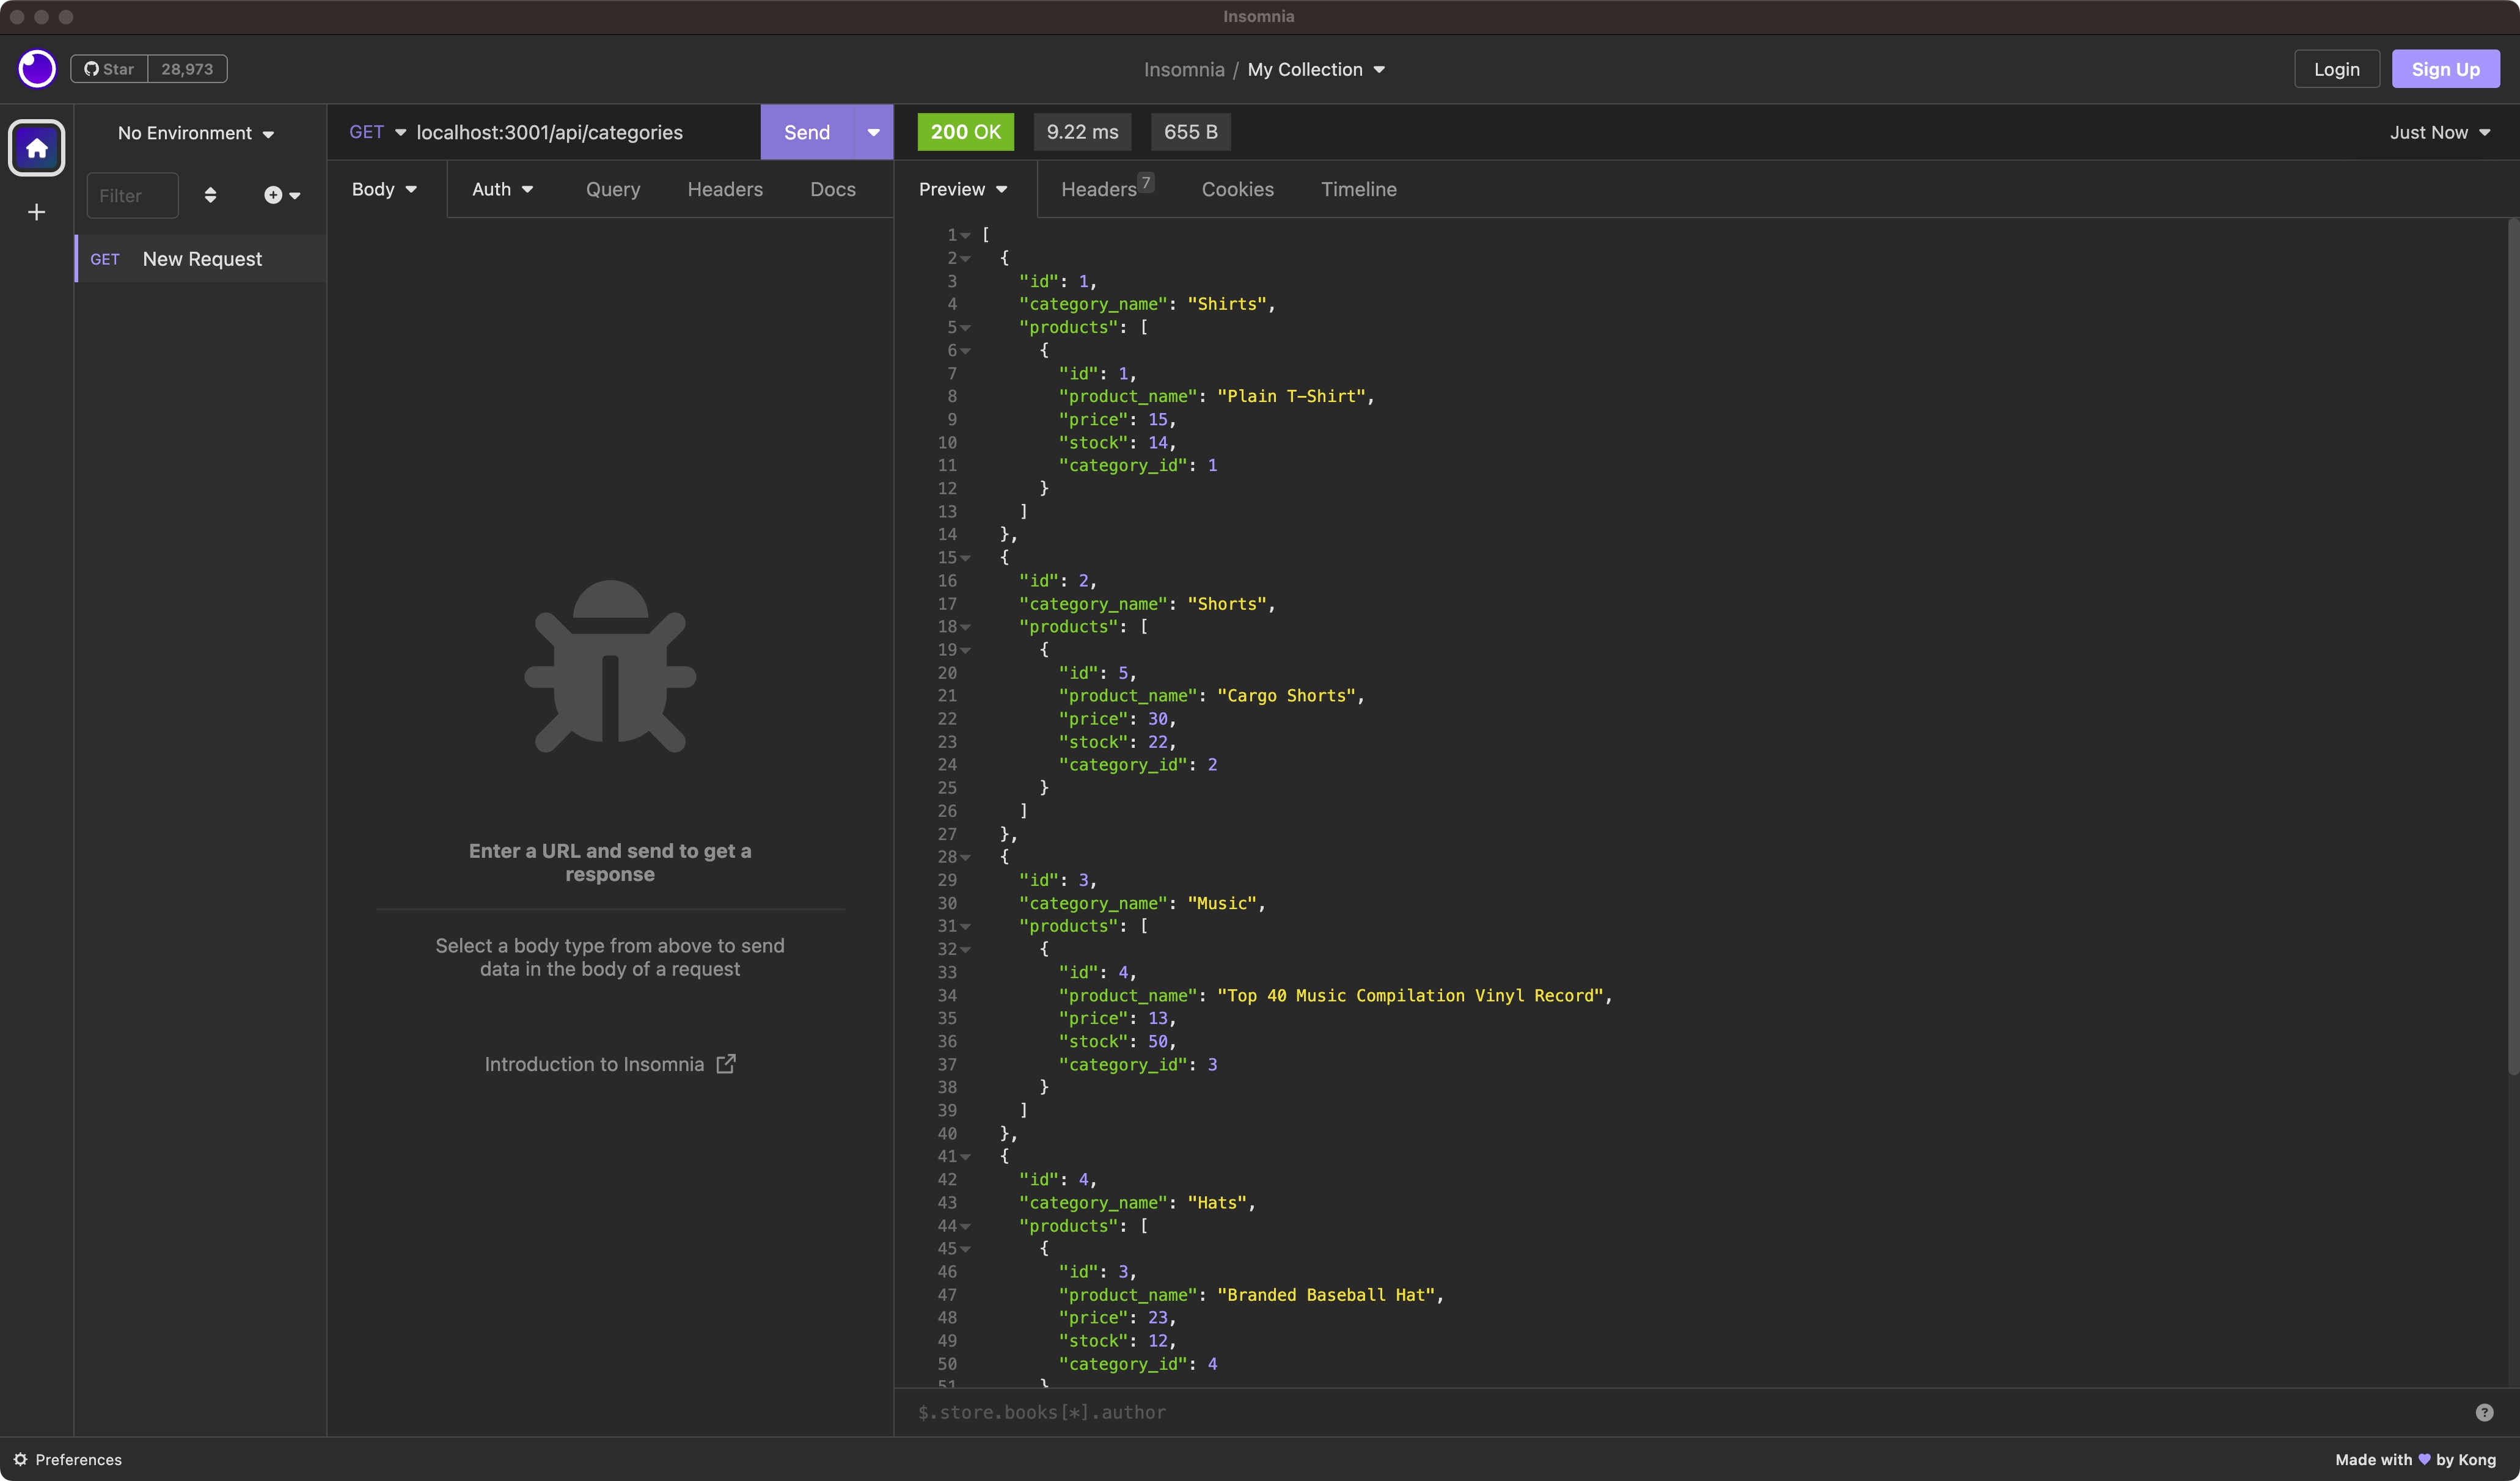 Insomnia
Star 28,973
Insomnia / My Collection
Login
Sign Up
No Environment
Filter
GET New Request
GET localhost:3001/api/categories
Send
200 OK 9.22 ms 655 B
Just Now
Body Auth Query Headers Docs
Enter a URL and send to get a
response
Select a body type from above to send
data in the body of a request
Introduction to Insomnia
Preview Headers 7 Cookies Timeline
1 [
2 {
3 "id": 1,
4 "category_name": "Shirts",
5 "products": [
6 {
7 "id": 1,
8 "product_name": "Plain T-Shirt",
9 "price": 15,
10 "stock": 14,
11 "category_id": 1
12 }
13 ]
14 },
15 {
16 "id": 2,
17 "category_name": "Shorts",
18 "products": [
19 {
20 "id": 5,
21 "product_name": "Cargo Shorts",
22 "price": 30,
23 "stock": 22,
24 "category_id": 2
25 }
26 ]
27 },
28 {
29 "id": 3,
30 "category_name": "Music",
31 "products": [
32 {
33 "id": 4,
34 "product_name": "Top 40 Music Compilation Vinyl Record",
35 "price": 13,
36 "stock": 50,
37 "category_id": 3
38 }
39 ]
40 },
41 {
42 "id": 4,
43 "category_name": "Hats",
44 "products": [
45 {
46 "id": 3,
47 "product_name": "Branded Baseball Hat",
48 "price": 23,
49 "stock": 12,
50 "category_id": 4
51 }
$.store.books[*].author
?
Preferences
Made with 💜 by Kong